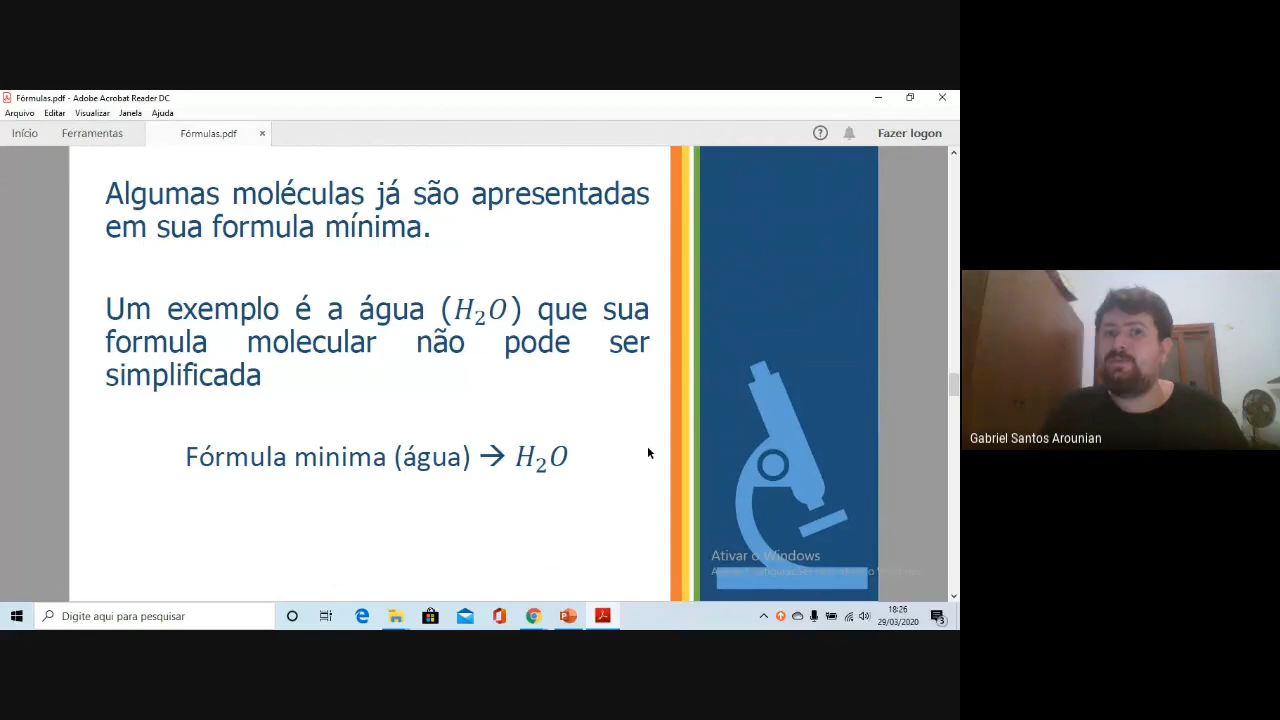 Fórmulas.pdf - Adobe Acrobat Reader DC
Arquivo Editar Visualizar Janela Ajuda
Início Ferramentas Fórmulas.pdf Fazer logon
Algumas moléculas já são apresentadas
em sua formula mínima.
Um exemplo é a água (H₂O) que sua
formula molecular não pode ser
simplificada
Fórmula minima (água) → H₂O
Ativar o Windows
Gabriel Santos Arounian
Digite aqui para pesquisar
18:26
29/03/2020
3